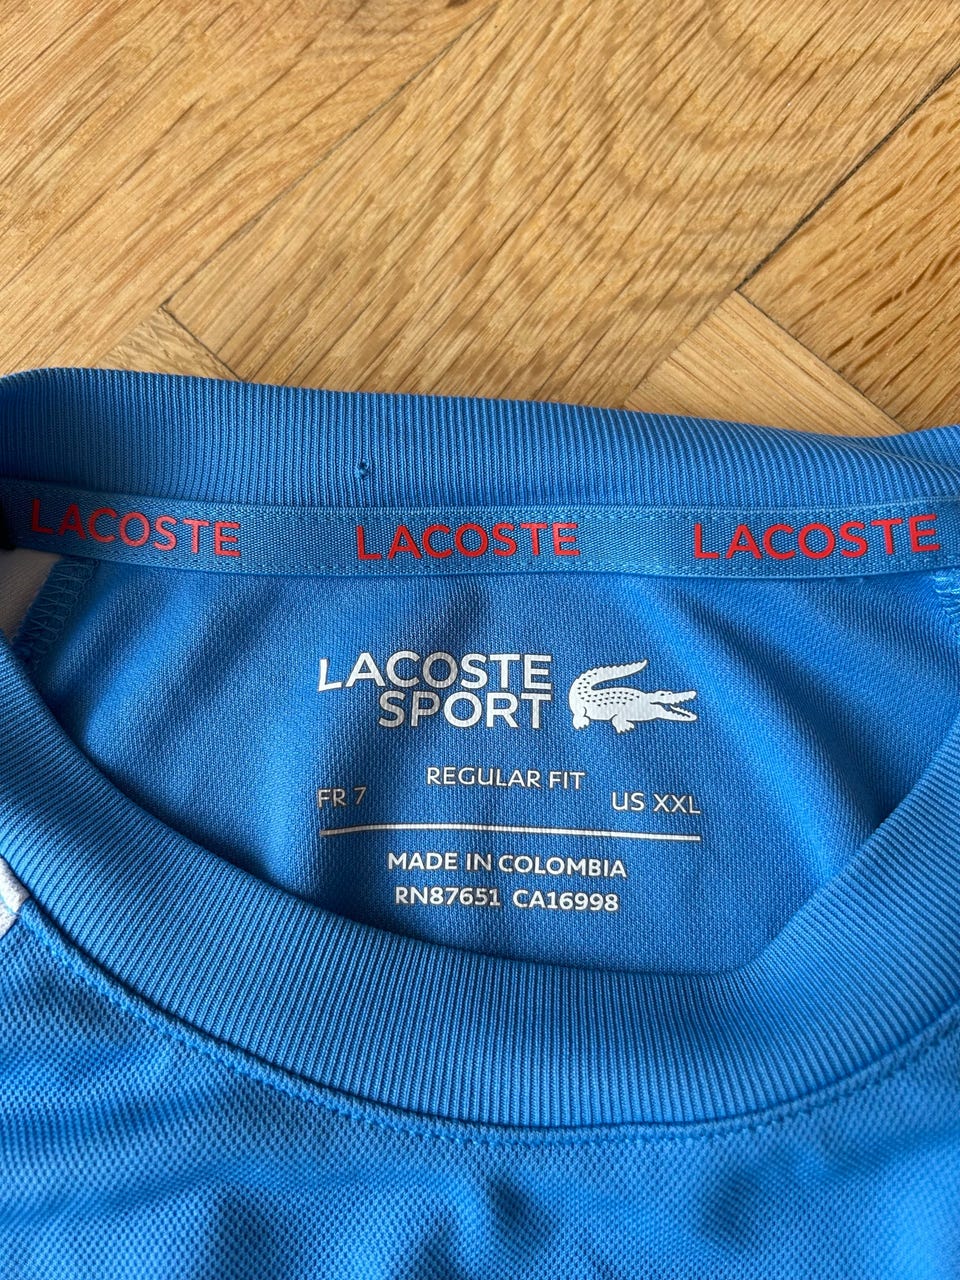 LACOSTE LACOSTE LACOSTE
LACOSTE
SPORT
REGULAR FIT
FR 7 US XXL
MADE IN COLOMBIA
RN87651 CA16998